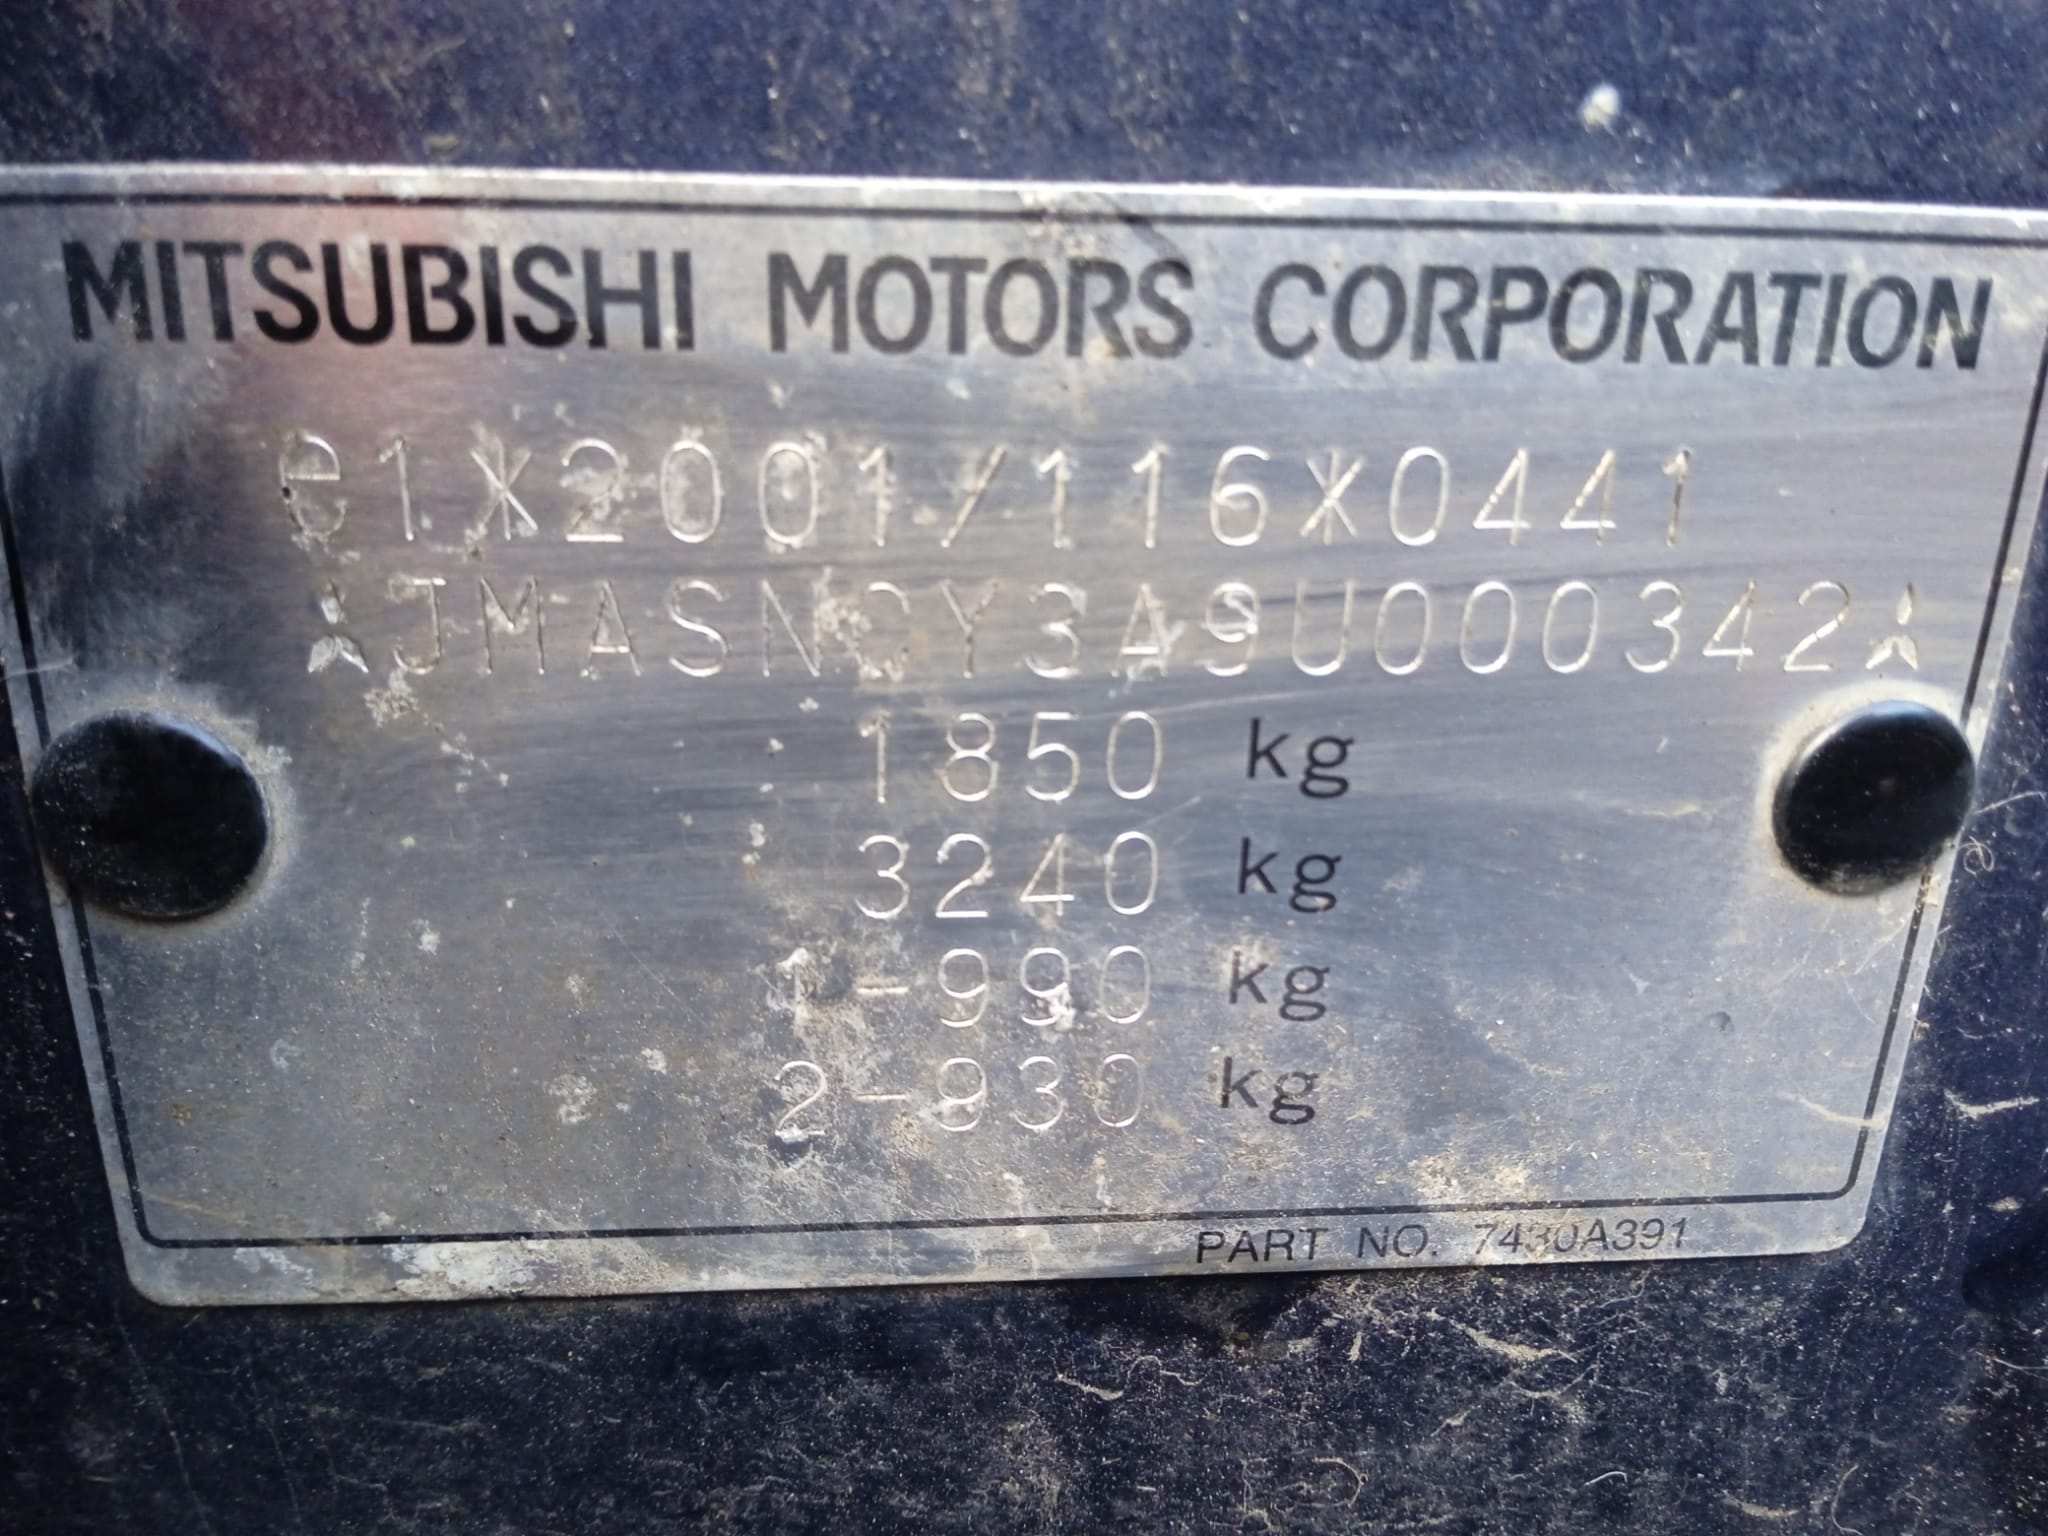 MITSUBISHI MOTORS CORPORATION
e1*2001/116*0441
★JMASNCY3A9U000342★
1850 kg
3240 kg
1-990 kg
2-930 kg
PART NO. 7430A391